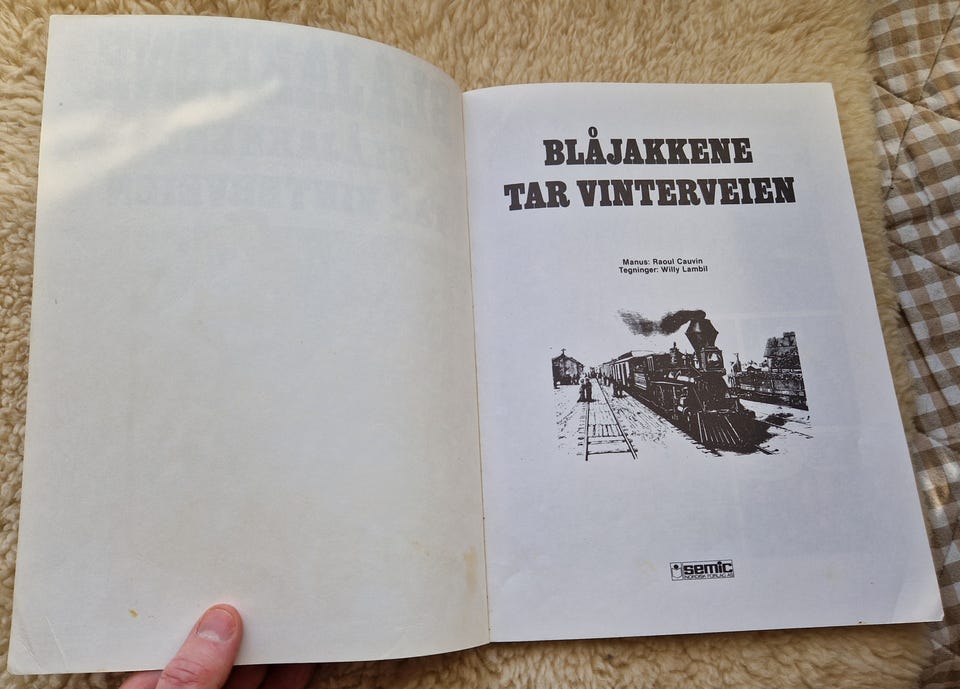 BLÅJAKKENE
TAR VINTERVEIEN
Manus: Raoul Cauvin
Tegninger: Willy Lambil
semic
NORDISK FORLAG AS